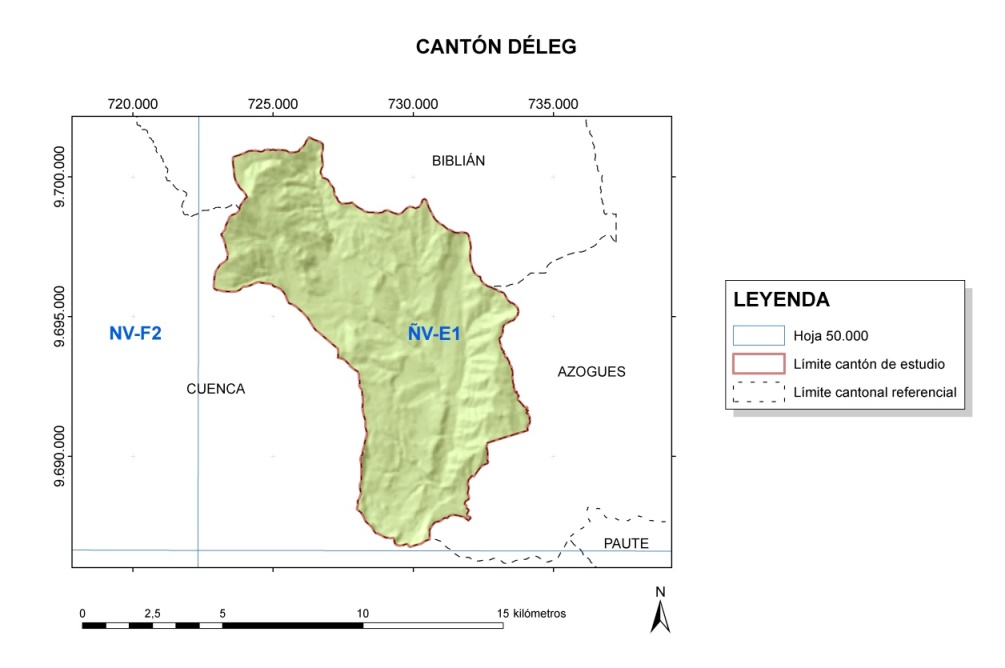 CANTÓN DÉLEG
720.000 725.000 730.000 735.000
9.700.000
9.695.000
9.690.000
BIBLIÁN
NV-F2
ÑV-E1
CUENCA
AZOGUES
PAUTE
LEYENDA
Hoja 50.000
Límite cantón de estudio
Límite cantonal referencial
0 2,5 5 10 15 kilómetros
N